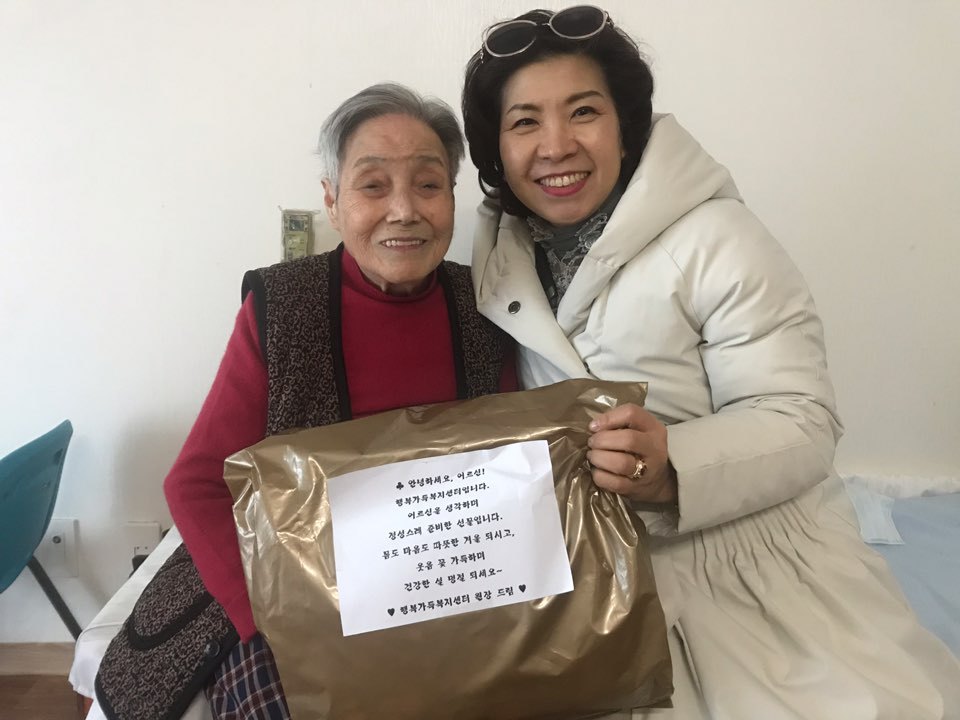 ♣ 안녕하세요, 어르신!
행복가득복지센터입니다.
어르신을 생각하며
정성스레 준비한 선물입니다.
몸도 마음도 따뜻한 겨울 되시고,
웃음 꽃 가득하며
건강한 설 명절 되세요~
♥ 행복가득복지센터 원장 드림 ♥